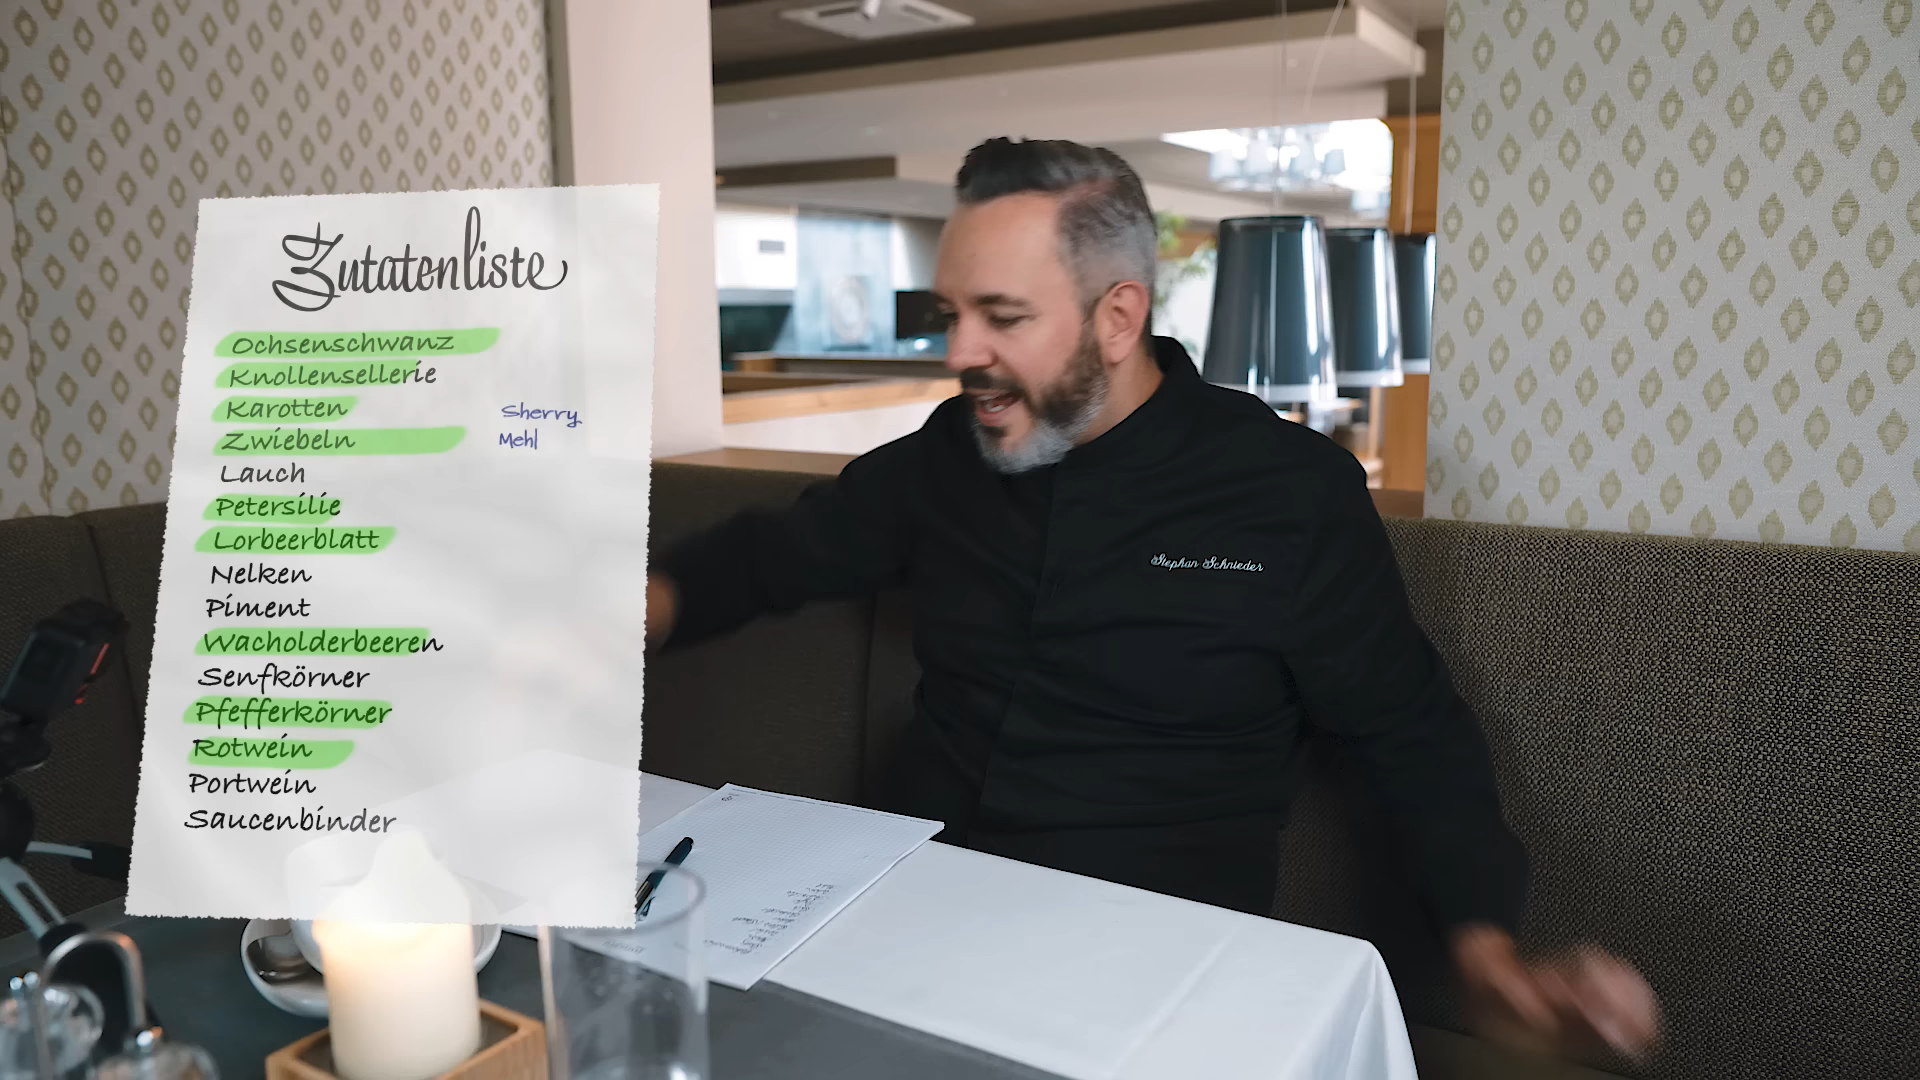 Zutatenliste
Ochsenschwanz
Knollensellerie
Karotten
Zwiebeln
Lauch
Petersilie
Lorbeerblatt
Nelken
Piment
Wacholderbeeren
Senfkörner
Pfefferkörner
Rotwein
Portwein
Saucenbinder
Sherry
Mehl
Stephan Schnieder